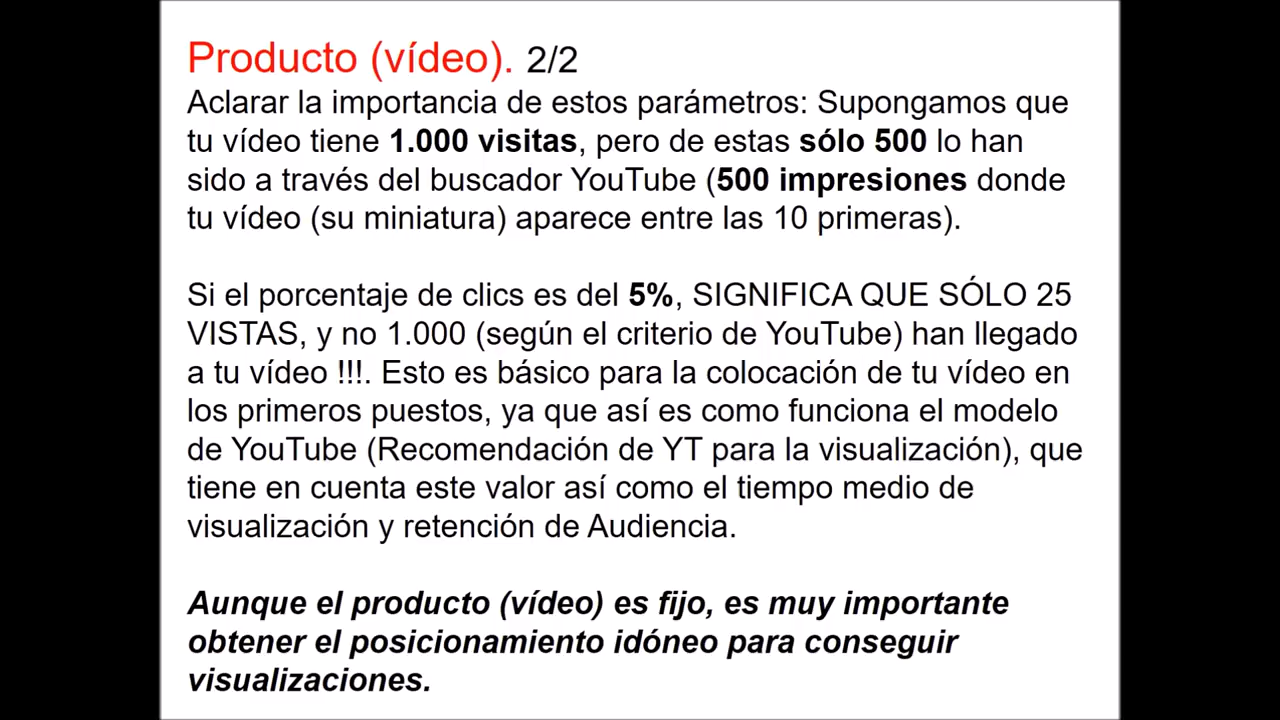 Producto (vídeo). 2/2
Aclarar la importancia de estos parámetros: Supongamos que
tu vídeo tiene 1.000 visitas, pero de estas sólo 500 lo han
sido a través del buscador YouTube (500 impresiones donde
tu vídeo (su miniatura) aparece entre las 10 primeras).
Si el porcentaje de clics es del 5%, SIGNIFICA QUE SÓLO 25
VISTAS, y no 1.000 (según el criterio de YouTube) han llegado
a tu vídeo !!!. Esto es básico para la colocación de tu vídeo en
los primeros puestos, ya que así es como funciona el modelo
de YouTube (Recomendación de YT para la visualización), que
tiene en cuenta este valor así como el tiempo medio de
visualización y retención de Audiencia.
Aunque el producto (vídeo) es fijo, es muy importante
obtener el posicionamiento idóneo para conseguir
visualizaciones.